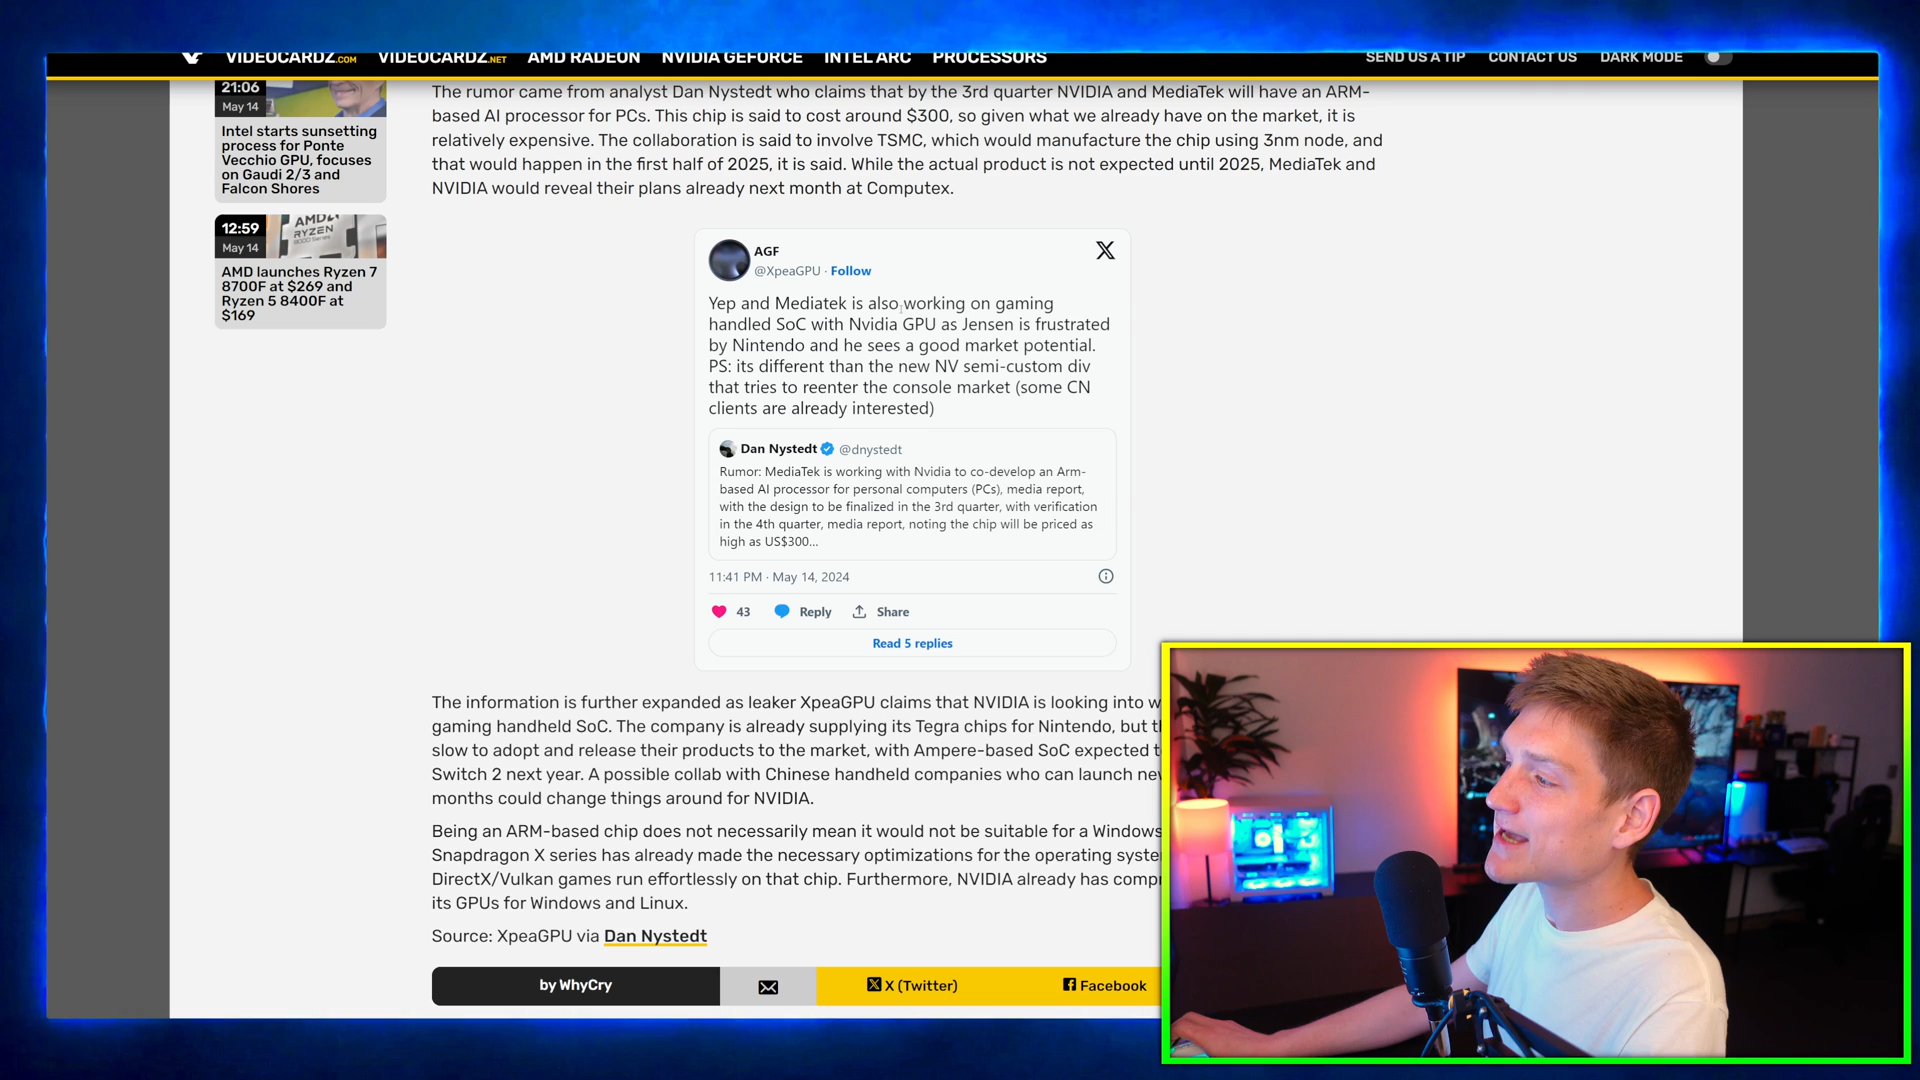 VIDEOCARDZ.COM VIDEOCARDZ.NET AMD RADEON NVIDIA GEFORCE INTEL ARC PROCESSORS SEND US A TIP CONTACT US DARK MODE
21:06
May 14
Intel starts sunsetting
process for Ponte
Vecchio GPU, focuses
on Gaudi 2/3 and
Falcon Shores
12:59
May 14
AMD
RYZEN
8000 Series
AMD launches Ryzen 7
8700F at $269 and
Ryzen 5 8400F at
$169
The rumor came from analyst Dan Nystedt who claims that by the 3rd quarter NVIDIA and MediaTek will have an ARM-
based AI processor for PCs. This chip is said to cost around $300, so given what we already have on the market, it is
relatively expensive. The collaboration is said to involve TSMC, which would manufacture the chip using 3nm node, and
that would happen in the first half of 2025, it is said. While the actual product is not expected until 2025, MediaTek and
NVIDIA would reveal their plans already next month at Computex.
AGF
@XpeaGPU · Follow
Yep and Mediatek is also working on gaming
handled SoC with Nvidia GPU as Jensen is frustrated
by Nintendo and he sees a good market potential.
PS: its different than the new NV semi-custom div
that tries to reenter the console market (some CN
clients are already interested)
Dan Nystedt @dnystedt
Rumor: MediaTek is working with Nvidia to co-develop an Arm-
based AI processor for personal computers (PCs), media report,
with the design to be finalized in the 3rd quarter, with verification
in the 4th quarter, media report, noting the chip will be priced as
high as US$300...
11:41 PM · May 14, 2024
43 Reply Share
Read 5 replies
The information is further expanded as leaker XpeaGPU claims that NVIDIA is looking into
gaming handheld SoC. The company is already supplying its Tegra chips for Nintendo, but
slow to adopt and release their products to the market, with Ampere-based SoC expected
Switch 2 next year. A possible collab with Chinese handheld companies who can launch
months could change things around for NVIDIA.
Being an ARM-based chip does not necessarily mean it would not be suitable for a Windows
Snapdragon X series has already made the necessary optimizations for the operating
DirectX/Vulkan games run effortlessly on that chip. Furthermore, NVIDIA already has
its GPUs for Windows and Linux.
Source: XpeaGPU via Dan Nystedt
by WhyCry X (Twitter) Facebook